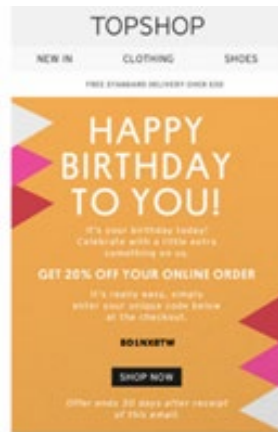 TOPSHOP
NEW IN CLOTHING SHOES
FREE STANDARD DELIVERY OVER £50
HAPPY
BIRTHDAY
TO YOU!
It's your birthday today!
Celebrate with a little extra
something on us.
GET 20% OFF YOUR ONLINE ORDER
It's really easy, simply
enter your unique code below
at the checkout.
SHOP NOW
Offer ends 30 days after receipt
of this email.